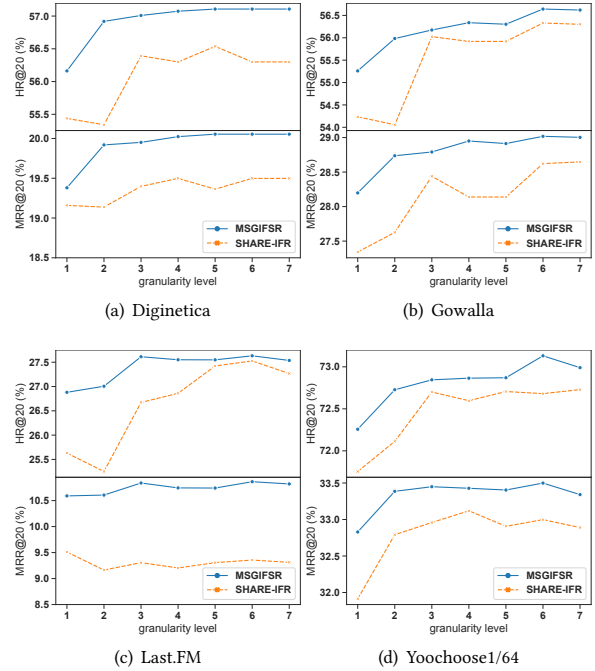 57.0
56.5
56.0
55.5
HR@20 (%)
20.0
19.5
19.0
18.5
MRR@20 (%)
MSGIFSR
SHARE-IFR
1 2 3 4 5 6 7
granularity level
(a) Diginetica
56.5
56.0
55.5
55.0
54.5
54.0
HR@20 (%)
29.0
28.5
28.0
27.5
MRR@20 (%)
MSGIFSR
SHARE-IFR
1 2 3 4 5 6 7
granularity level
(b) Gowalla
27.5
27.0
26.5
26.0
25.5
HR@20 (%)
10.5
10.0
9.5
9.0
8.5
MRR@20 (%)
MSGIFSR
SHARE-IFR
1 2 3 4 5 6 7
granularity level
(c) Last.FM
73.0
72.5
72.0
HR@20 (%)
33.5
33.0
32.0
MRR@20 (%)
MSGIFSR
SHARE-IFR
1 2 3 4 5 6 7
granularity level
(d) Yoochoose1/64